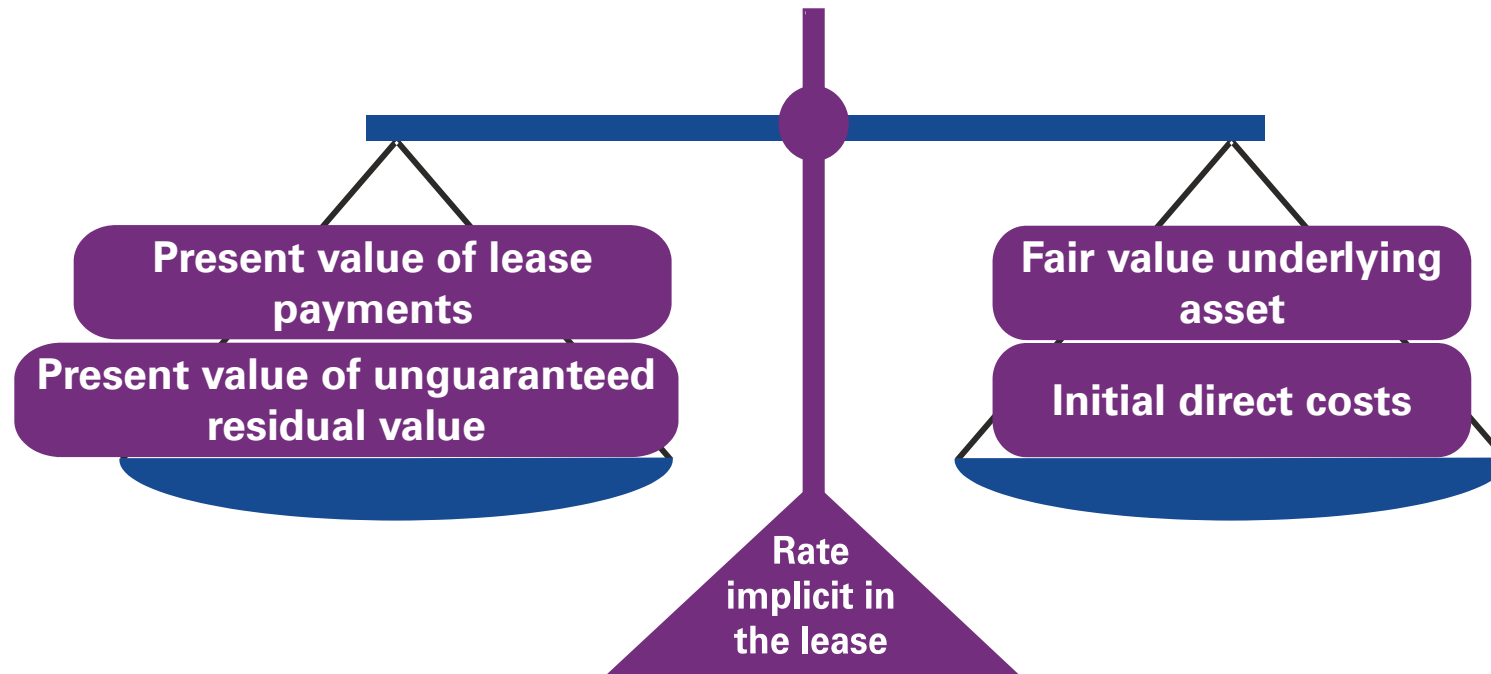 Present value of lease
payments
Present value of unguaranteed
residual value
Fair value underlying
asset
Initial direct costs
Rate
implicit in
the lease